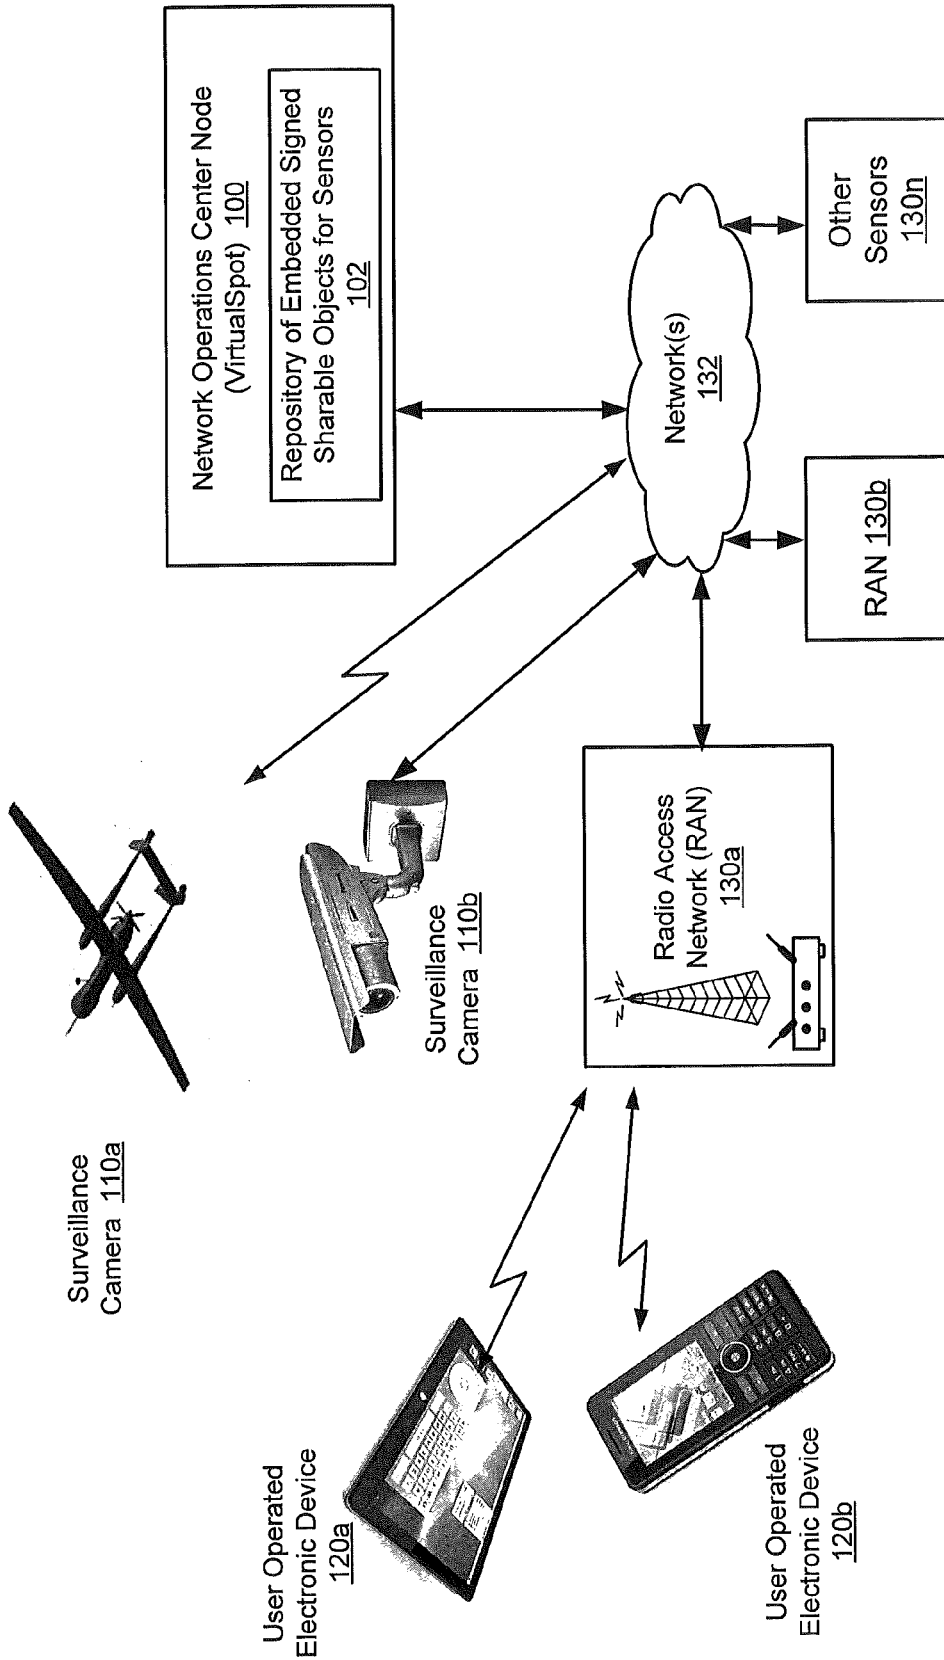 Surveillance
Camera 110a
Network Operations Center Node
(VirtualSpot) 100
Repository of Embedded Signed
Sharable Objects for Sensors
102
Surveillance
Camera 110b
User Operated
Electronic Device
120a
Radio Access
Network (RAN)
130a
Network(s)
132
User Operated
Electronic Device
120b
RAN 130b
Other
Sensors
130n